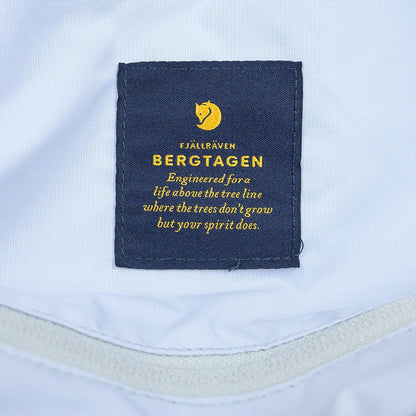 FJÄLLRÄVEN
BERGTAGEN
Engineered for a
life above the tree line
where the trees don't grow
but your spirit does.